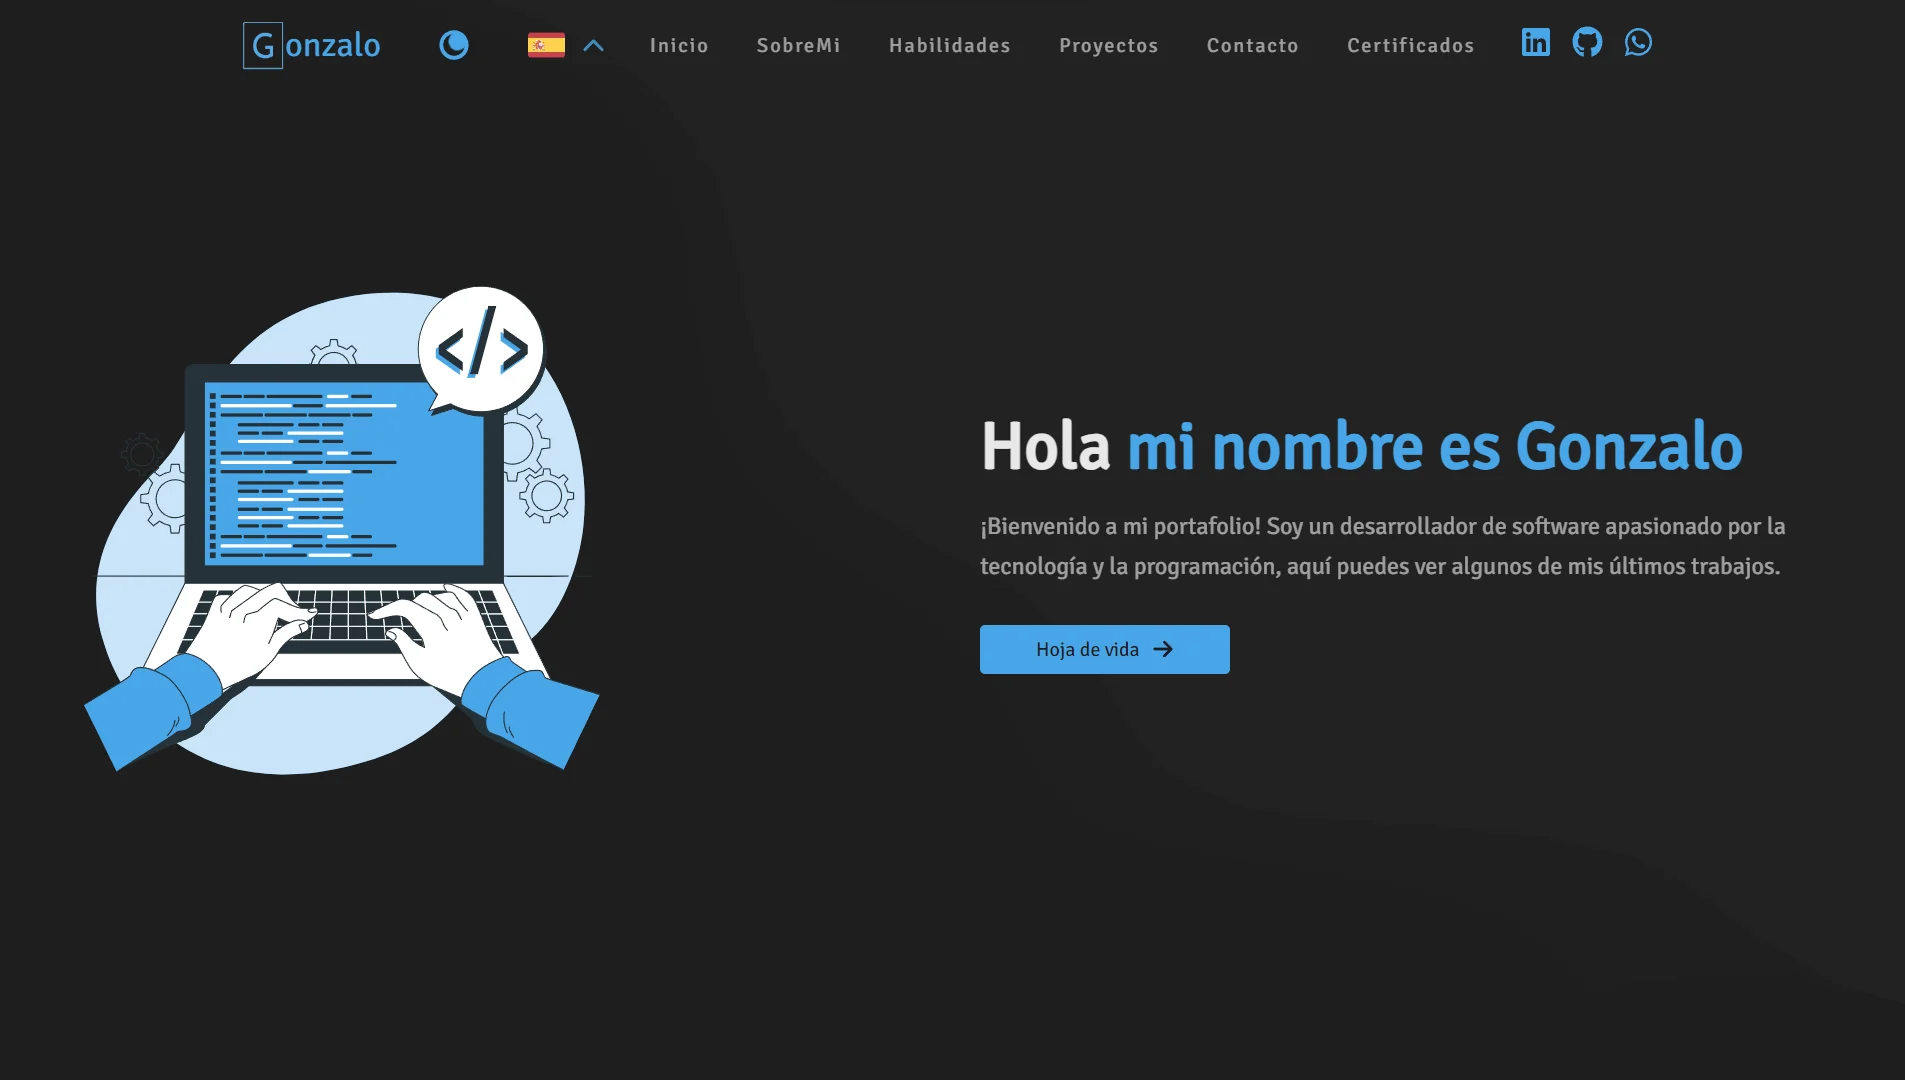 Gonzalo
Inicio SobreMi Habilidades Proyectos Contacto Certificados
</>
Hola mi nombre es Gonzalo
¡Bienvenido a mi portafolio! Soy un desarrollador de software apasionado por la
tecnología y la programación, aquí puedes ver algunos de mis últimos trabajos.
Hoja de vida